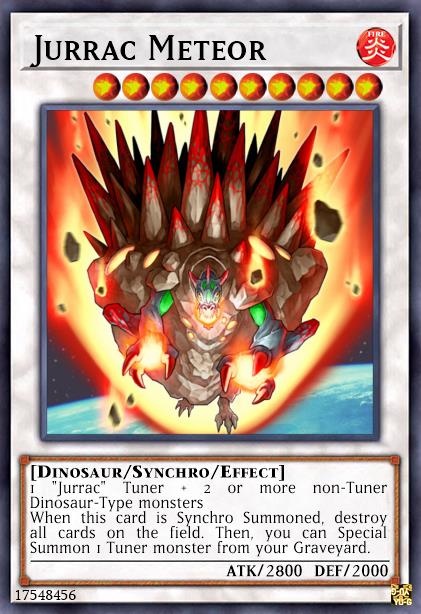 Jurrac Meteor
FIRE
炎
[Dinosaur/Synchro/Effect]
1 "Jurrac" Tuner + 2 or more non-Tuner
Dinosaur-Type monsters
When this card is Synchro Summoned, destroy
all cards on the field. Then, you can Special
Summon 1 Tuner monster from your Graveyard.
ATK/2800 DEF/2000
17548456